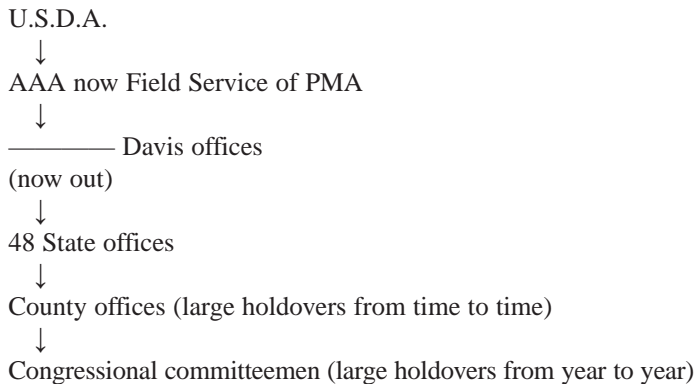 U.S.D.A.
↓
AAA now Field Service of PMA
↓
———— Davis offices
(now out)
↓
48 State offices
↓
County offices (large holdovers from time to time)
↓
Congressional committeemen (large holdovers from year to year)